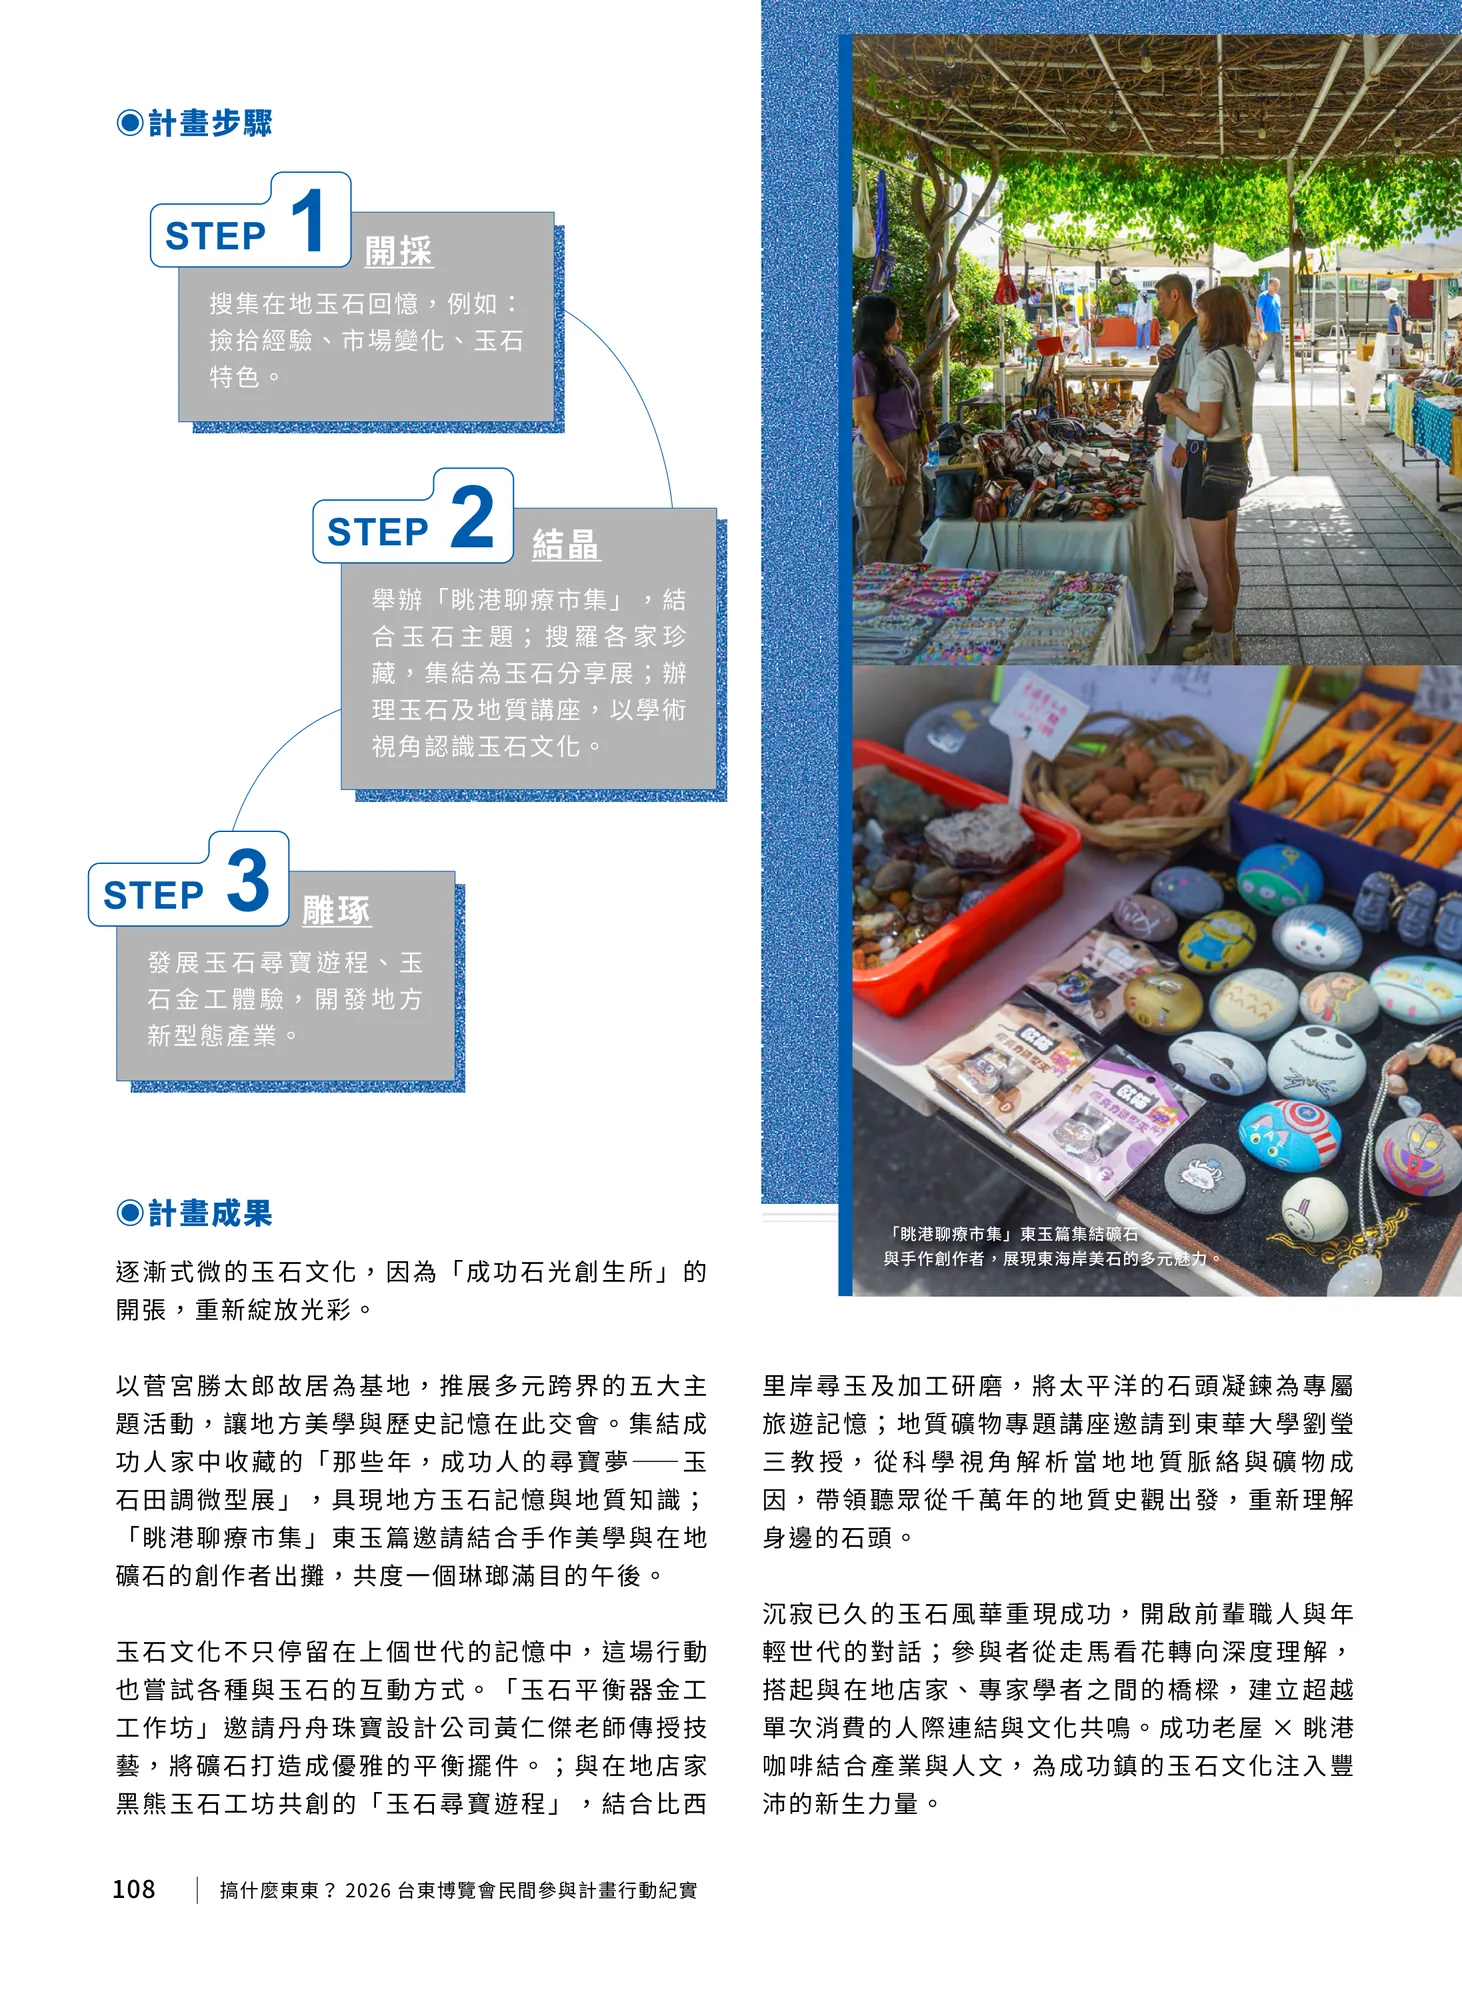 ◉計畫步驟
STEP 1
開採
搜集在地玉石回憶，例如：
撿拾經驗、市場變化、玉石
特色。
STEP 2
結晶
舉辦「眺港聊療市集」，結
合玉石主題；搜羅各家珍
藏，集結為玉石分享展；辦
理玉石及地質講座，以學術
視角認識玉石文化。
STEP 3
雕琢
發展玉石尋寶遊程、玉
石金工體驗，開發地方
新型態產業。
「眺港聊療市集」東玉篇集結礦石
與手作創作者，展現東海岸美石的多元魅力。
◉計畫成果
逐漸式微的玉石文化，因為「成功石光創生所」的
開張，重新綻放光彩。
以菅宮勝太郎故居為基地，推展多元跨界的五大主
題活動，讓地方美學與歷史記憶在此交會。集結成
功人家中收藏的「那些年，成功人的尋寶夢——玉
石田調微型展」，具現地方玉石記憶與地質知識；
「眺港聊療市集」東玉篇邀請結合手作美學與在地
礦石的創作者出攤，共度一個琳瑯滿目的午後。
玉石文化不只停留在上個世代的記憶中，這場行動
也嘗試各種與玉石的互動方式。「玉石平衡器金工
工作坊」邀請丹舟珠寶設計公司黃仁傑老師傳授技
藝，將礦石打造成優雅的平衡擺件。；與在地店家
黑熊玉石工坊共創的「玉石尋寶遊程」，結合比西
里岸尋玉及加工研磨，將太平洋的石頭凝鍊為專屬
旅遊記憶；地質礦物專題講座邀請到東華大學劉瑩
三教授，從科學視角解析當地地質脈絡與礦物成
因，帶領聽眾從千萬年的地質史觀出發，重新理解
身邊的石頭。
沉寂已久的玉石風華重現成功，開啟前輩職人與年
輕世代的對話；參與者從走馬看花轉向深度理解，
搭起與在地店家、專家學者之間的橋樑，建立超越
單次消費的人際連結與文化共鳴。成功老屋 × 眺港
咖啡結合產業與人文，為成功鎮的玉石文化注入豐
沛的新生力量。
108
搞什麼東東？2026 台東博覽會民間參與計畫行動紀實